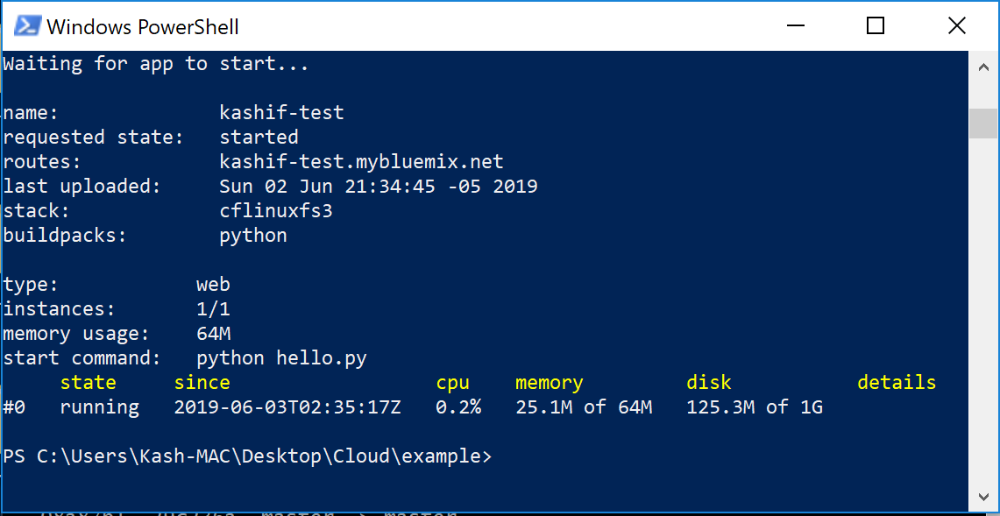 Windows PowerShell
Waiting for app to start...
name: kashif-test
requested state: started
routes: kashif-test.mybluemix.net
last uploaded: Sun 02 Jun 21:34:45 -05 2019
stack: cflinuxfs3
buildpacks: python
type: web
instances: 1/1
memory usage: 64M
start command: python hello.py
state since cpu memory disk details
#0 running 2019-06-03T02:35:17Z 0.2% 25.1M of 64M 125.3M of 1G
PS C:\Users\Kash-MAC\Desktop\Cloud\example>
master -> master